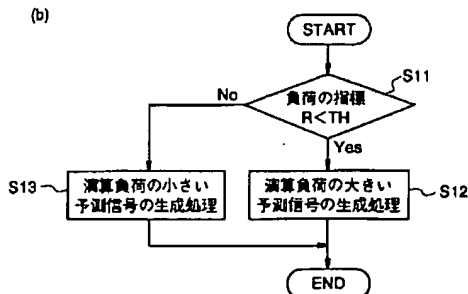 (b)
START
S11
負荷の指標
R<TH
No
Yes
S13
演算負荷の小さい
予測信号の生成処理
演算負荷の大きい
予測信号の生成処理
S12
END